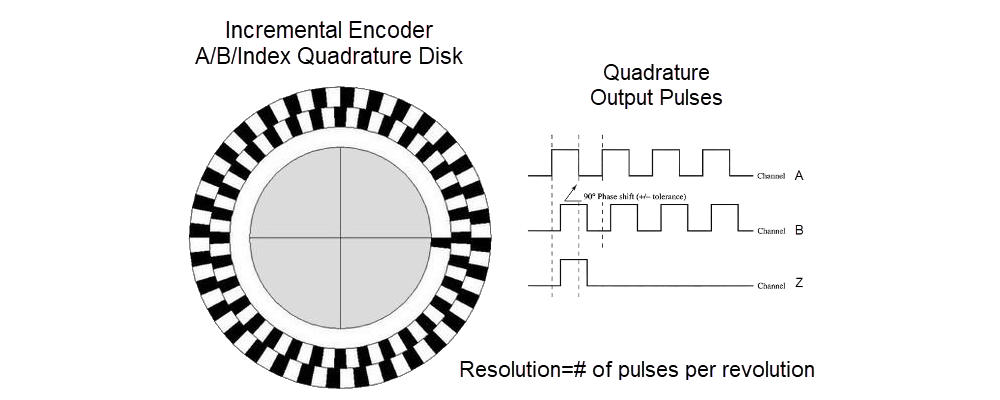 Incremental Encoder
A/B/Index Quadrature Disk
Quadrature
Output Pulses
Channel A
90° Phase shift (+/− tolerance)
Channel B
Channel Z
Resolution=# of pulses per revolution